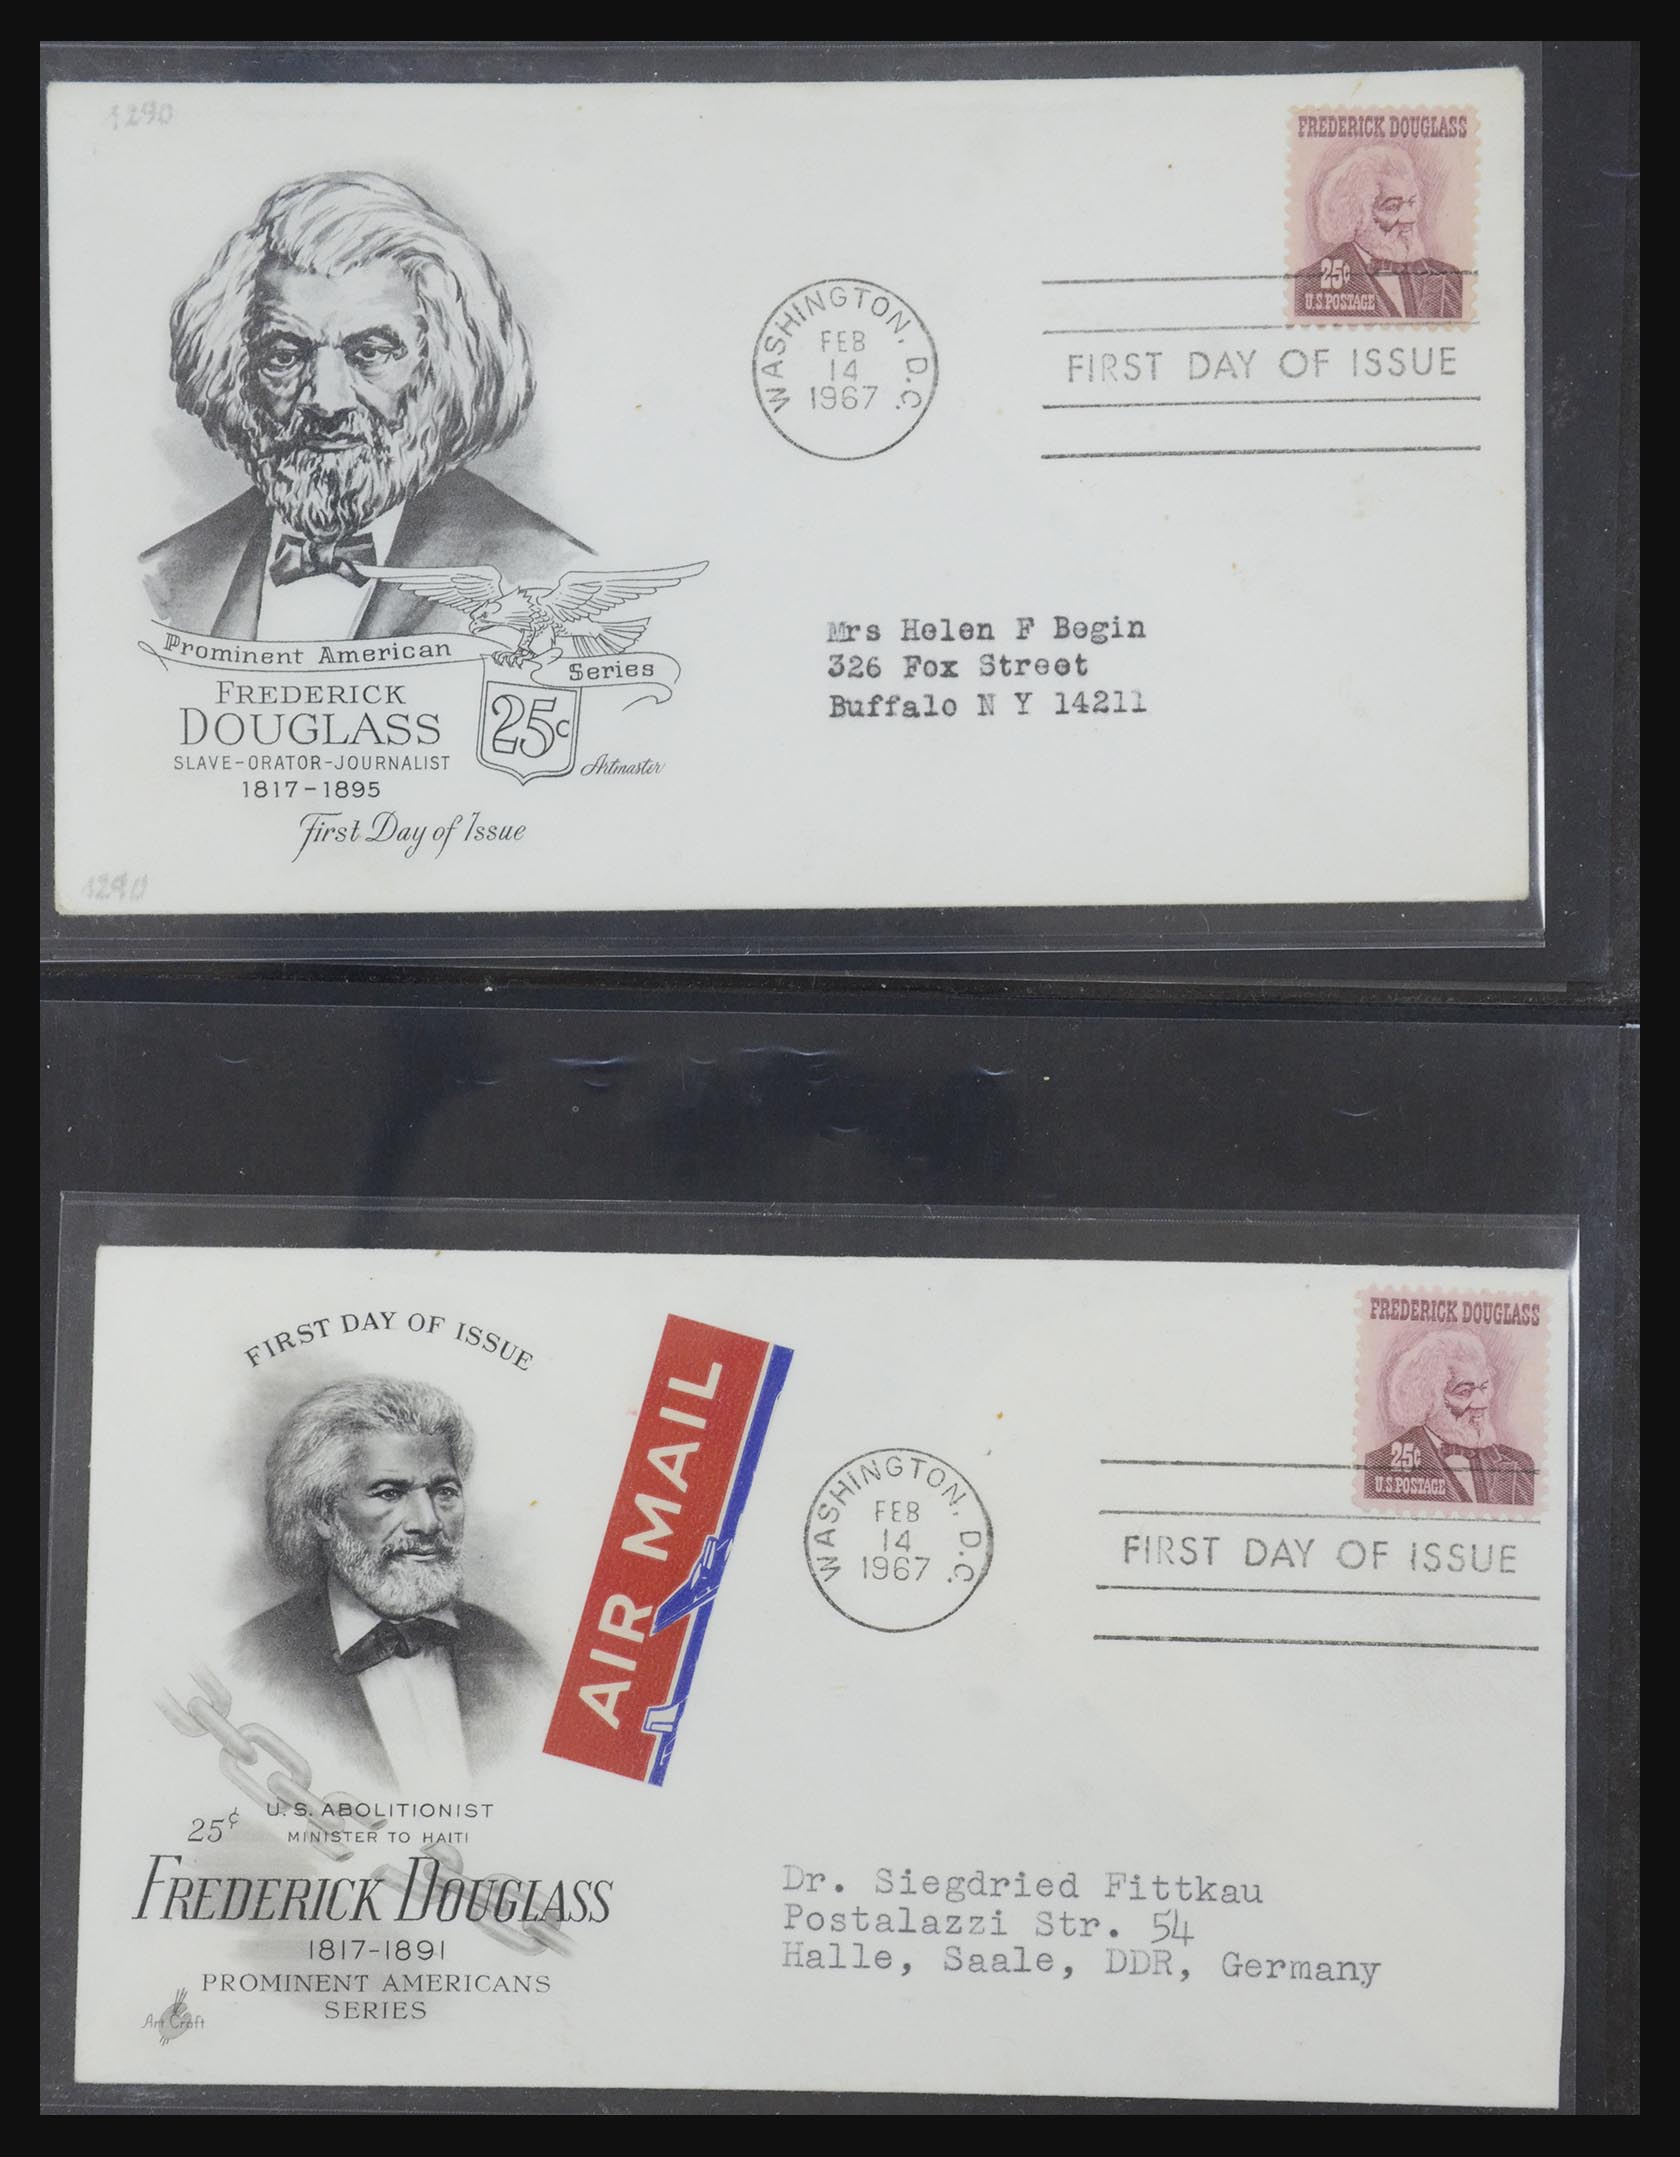 1290
FREDERICK DOUGLASS
25¢
U.S. POSTAGE
WASHINGTON, D.C.
FEB
14
1967
FIRST DAY OF ISSUE
Mrs Helen F Begin
326 Fox Street
Buffalo N Y 14211
Prominent American
Series
FREDERICK
DOUGLASS
25c
SLAVE-ORATOR-JOURNALIST
Artmaster
1817-1895
First Day of Issue
1290
FIRST DAY OF ISSUE
AIR MAIL
FREDERICK DOUGLASS
25¢
U.S. POSTAGE
WASHINGTON, D.C.
FEB
14
1967
FIRST DAY OF ISSUE
U.S. ABOLITIONIST
25¢
MINISTER TO HAITI
FREDERICK DOUGLASS
1817-1891
PROMINENT AMERICANS
SERIES
Art Craft
Dr. Siegdried Fittkau
Postalazzi Str. 54
Halle, Saale, DDR, Germany